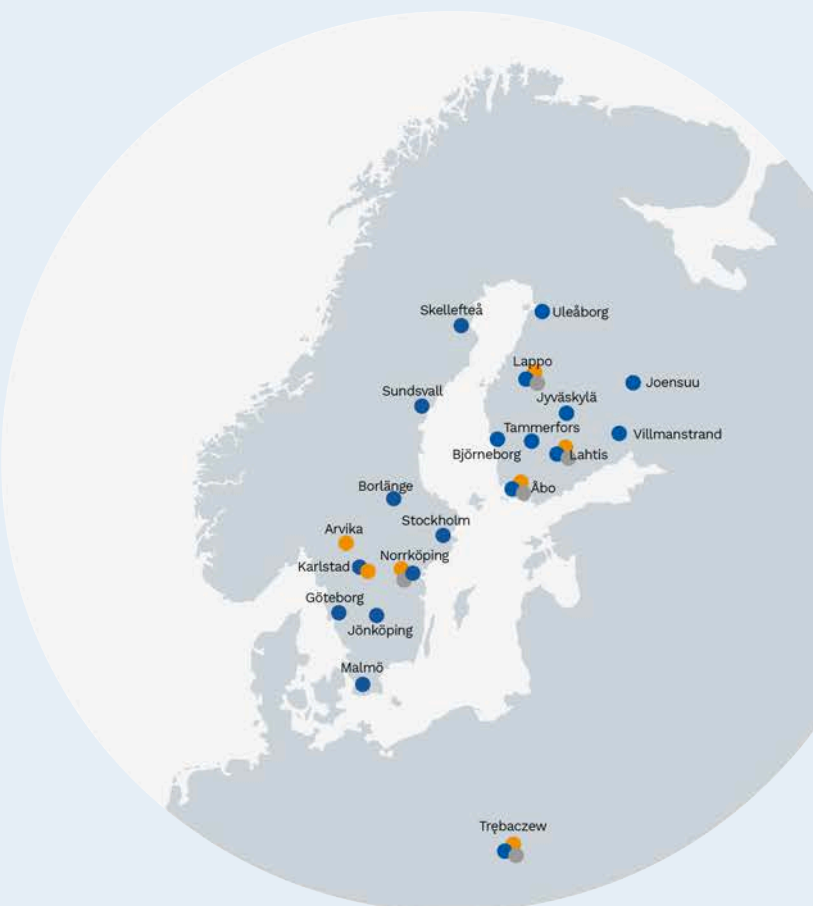 Skellefteå
Uleåborg
Lappo
Joensuu
Sundsvall
Jyväskylä
Tammerfors
Villmanstrand
Björneborg
Lahtis
Borlänge
Åbo
Stockholm
Arvika
Norrköping
Karlstad
Göteborg
Jönköping
Malmö
Trębaczew